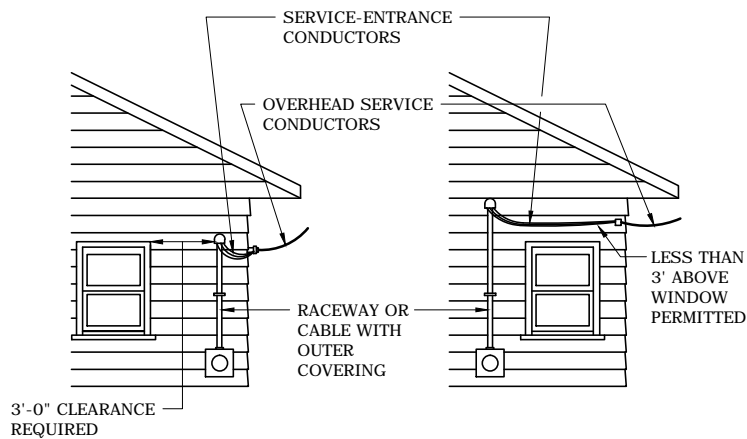 SERVICE-ENTRANCE
CONDUCTORS
OVERHEAD SERVICE
CONDUCTORS
LESS THAN
3' ABOVE
WINDOW
PERMITTED
RACEWAY OR
CABLE WITH
OUTER
COVERING
3'-0" CLEARANCE
REQUIRED